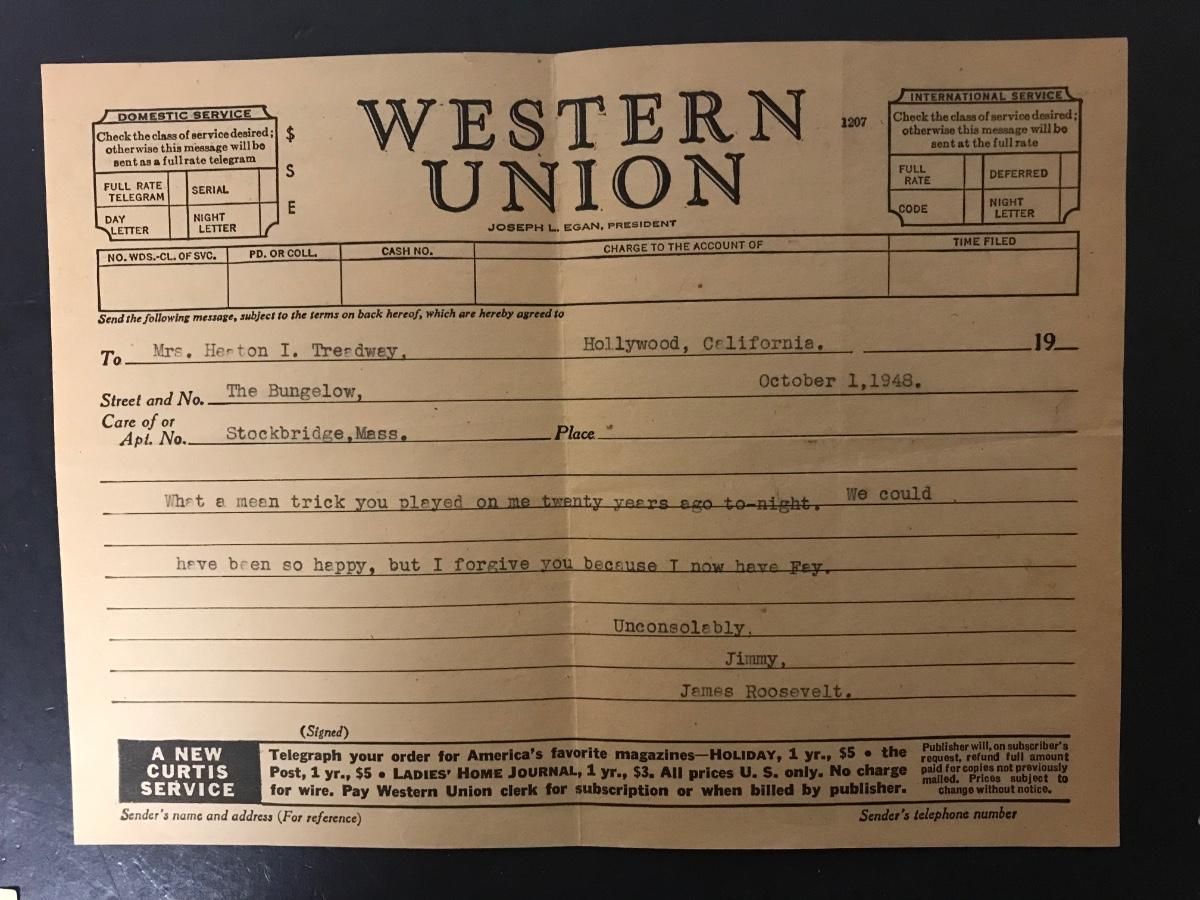 DOMESTIC SERVICE
Check the class of service desired;
otherwise this message will be
sent as a full rate telegram
FULL RATE TELEGRAM SERIAL
DAY LETTER NIGHT LETTER
$
S
E
WESTERN
UNION
1207
JOSEPH L. EGAN, PRESIDENT
INTERNATIONAL SERVICE
Check the class of service desired;
otherwise this message will be
sent at the full rate
FULL RATE DEFERRED
CODE NIGHT LETTER
NO. WDS.-CL. OF SVC. PD. OR COLL. CASH NO. CHARGE TO THE ACCOUNT OF TIME FILED
Send the following message, subject to the terms on back hereof, which are hereby agreed to
To Mrs. Heaton I. Treadway, Hollywood, California. 19
October 1,1948.
Street and No. The Bungelow,
Care of or
Apt. No. Stockbridge,Mass. Place
What a mean trick you played on me twenty years ago to-night. We could
have been so happy, but I forgive you because I now have Fay.
Unconsolably,
Jimmy,
James Roosevelt.
(Signed)
A NEW
CURTIS
SERVICE
Telegraph your order for America's favorite magazines—HOLIDAY, 1 yr., $5 • the
Post, 1 yr., $5 • LADIES' HOME JOURNAL, 1 yr., $3. All prices U. S. only. No charge
for wire. Pay Western Union clerk for subscription or when billed by publisher.
Publisher will, on subscriber's
request, refund full amount
paid for copies not previously
mailed. Prices subject to
change without notice.
Sender's name and address (For reference) Sender's telephone number